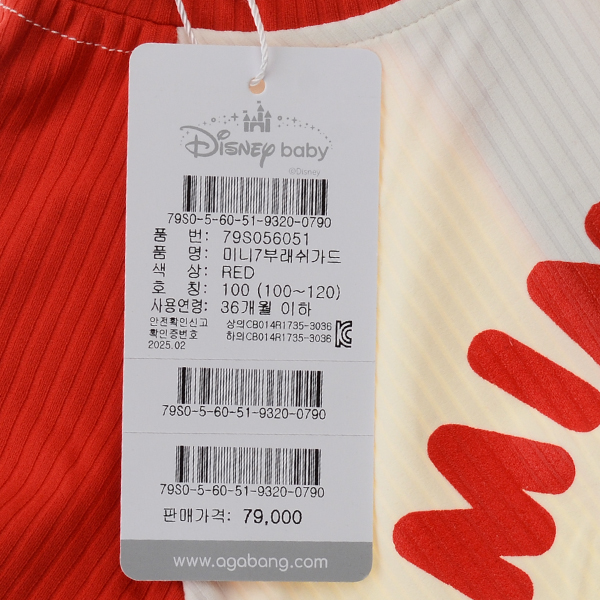 Disney baby
©Disney
79S0-5-60-51-9320-0790
품 번: 79S056051
품 명: 미니7부래쉬가드
색 상: RED
호 칭: 100 (100~120)
사용연령: 36개월 이하
안전확인신고 상의CB014R1735-3036
확인증번호 하의CB014R1735-3036
2025.02
79S0-5-60-51-9320-0790
79S0-5-60-51-9320-0790
판매가격: 79,000
www.agabang.com